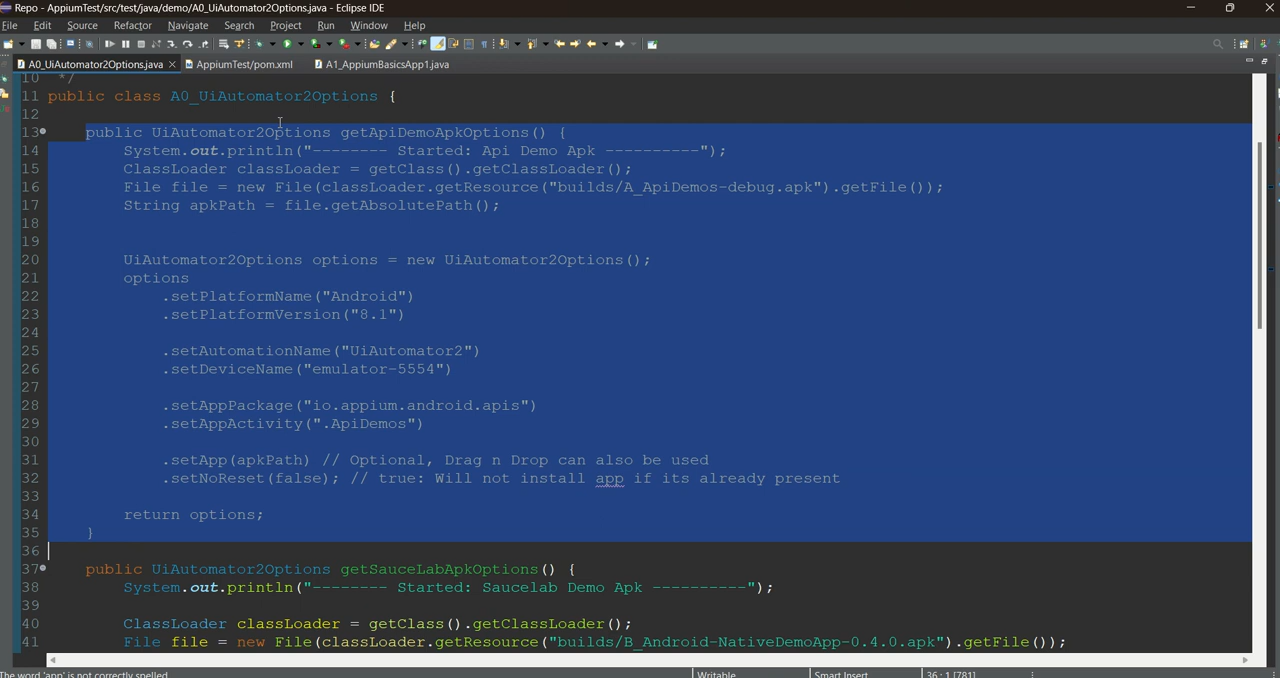 Repo - AppiumTest/src/test/java/demo/A0_UiAutomator2Options.java - Eclipse IDE
File Edit Source Refactor Navigate Search Project Run Window Help
A0_UiAutomator2Options.java AppiumTest/pom.xml A1_AppiumBasicsApp1.java
10 */
11 public class A0_UiAutomator2Options {
12
13 public UiAutomator2Options getApiDemoApkOptions() {
14 System.out.println("-------- Started: Api Demo Apk ----------");
15 ClassLoader classLoader = getClass().getClassLoader();
16 File file = new File(classLoader.getResource("builds/A_ApiDemos-debug.apk").getFile());
17 String apkPath = file.getAbsolutePath();
18
19
20 UiAutomator2Options options = new UiAutomator2Options();
21 options
22 .setPlatformName("Android")
23 .setPlatformVersion("8.1")
24
25 .setAutomationName("UiAutomator2")
26 .setDeviceName("emulator-5554")
27
28 .setAppPackage("io.appium.android.apis")
29 .setAppActivity(".ApiDemos")
30
31 .setApp(apkPath) // Optional, Drag n Drop can also be used
32 .setNoReset(false); // true: Will not install app if its already present
33
34 return options;
35 }
36
37 public UiAutomator2Options getSauceLabApkOptions() {
38 System.out.println("-------- Started: Saucelab Demo Apk ----------");
39
40 ClassLoader classLoader = getClass().getClassLoader();
41 File file = new File(classLoader.getResource("builds/B_Android-NativeDemoApp-0.4.0.apk").getFile());
The word 'app' is not correctly spelled Writable Smart Insert 36 : 1 [781]